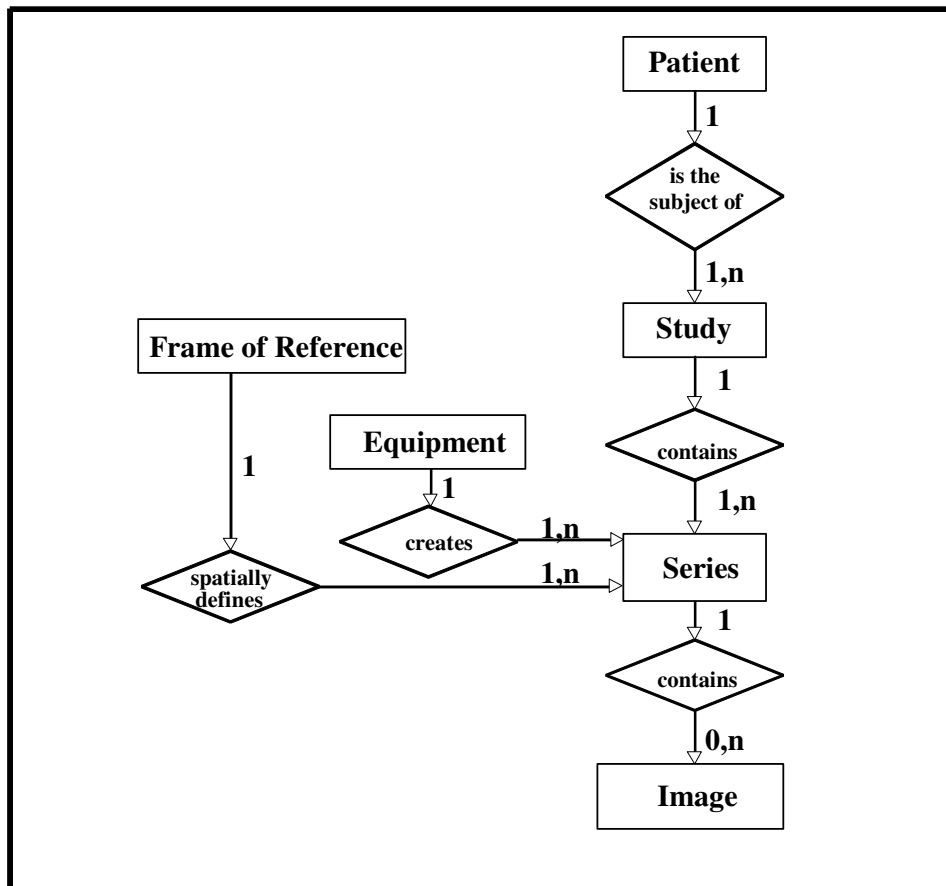 Patient
1
is the
subject of
1,n
Study
1
contains
1,n
Frame of Reference
1
spatially
defines
1,n
Equipment
1
creates
1,n
Series
1
contains
0,n
Image